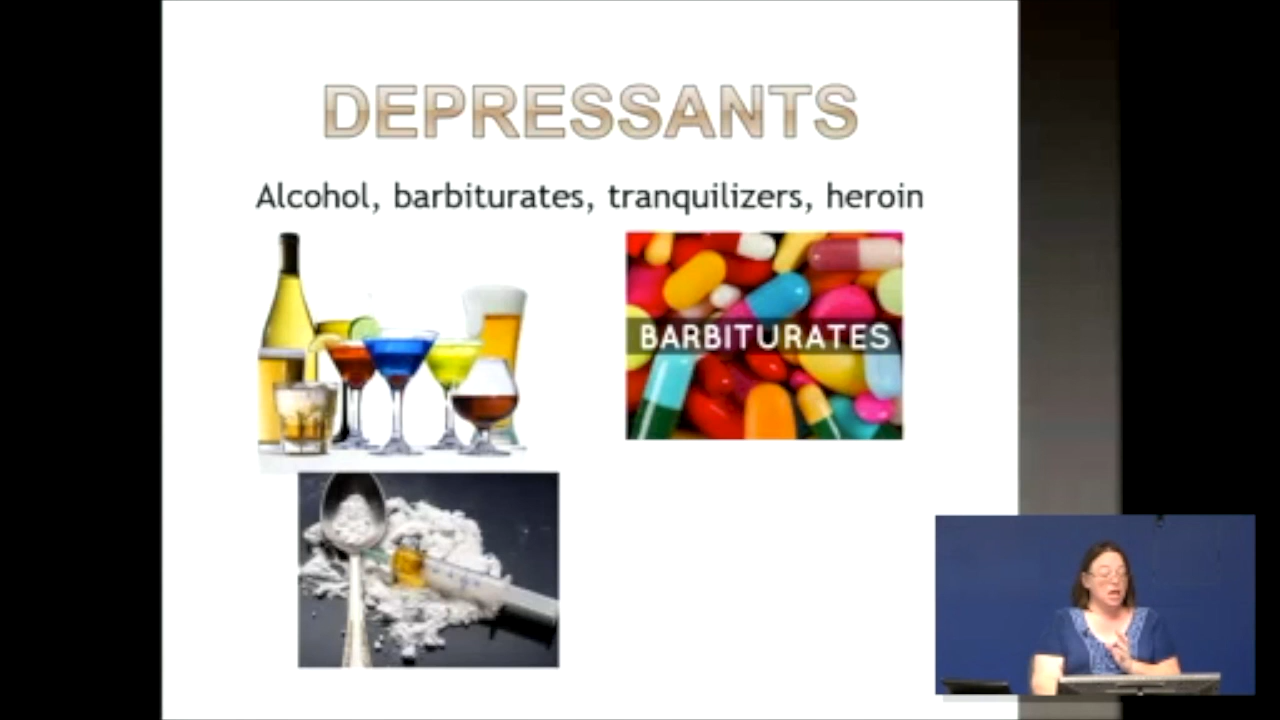 DEPRESSANTS
Alcohol, barbiturates, tranquilizers, heroin
BARBITURATES